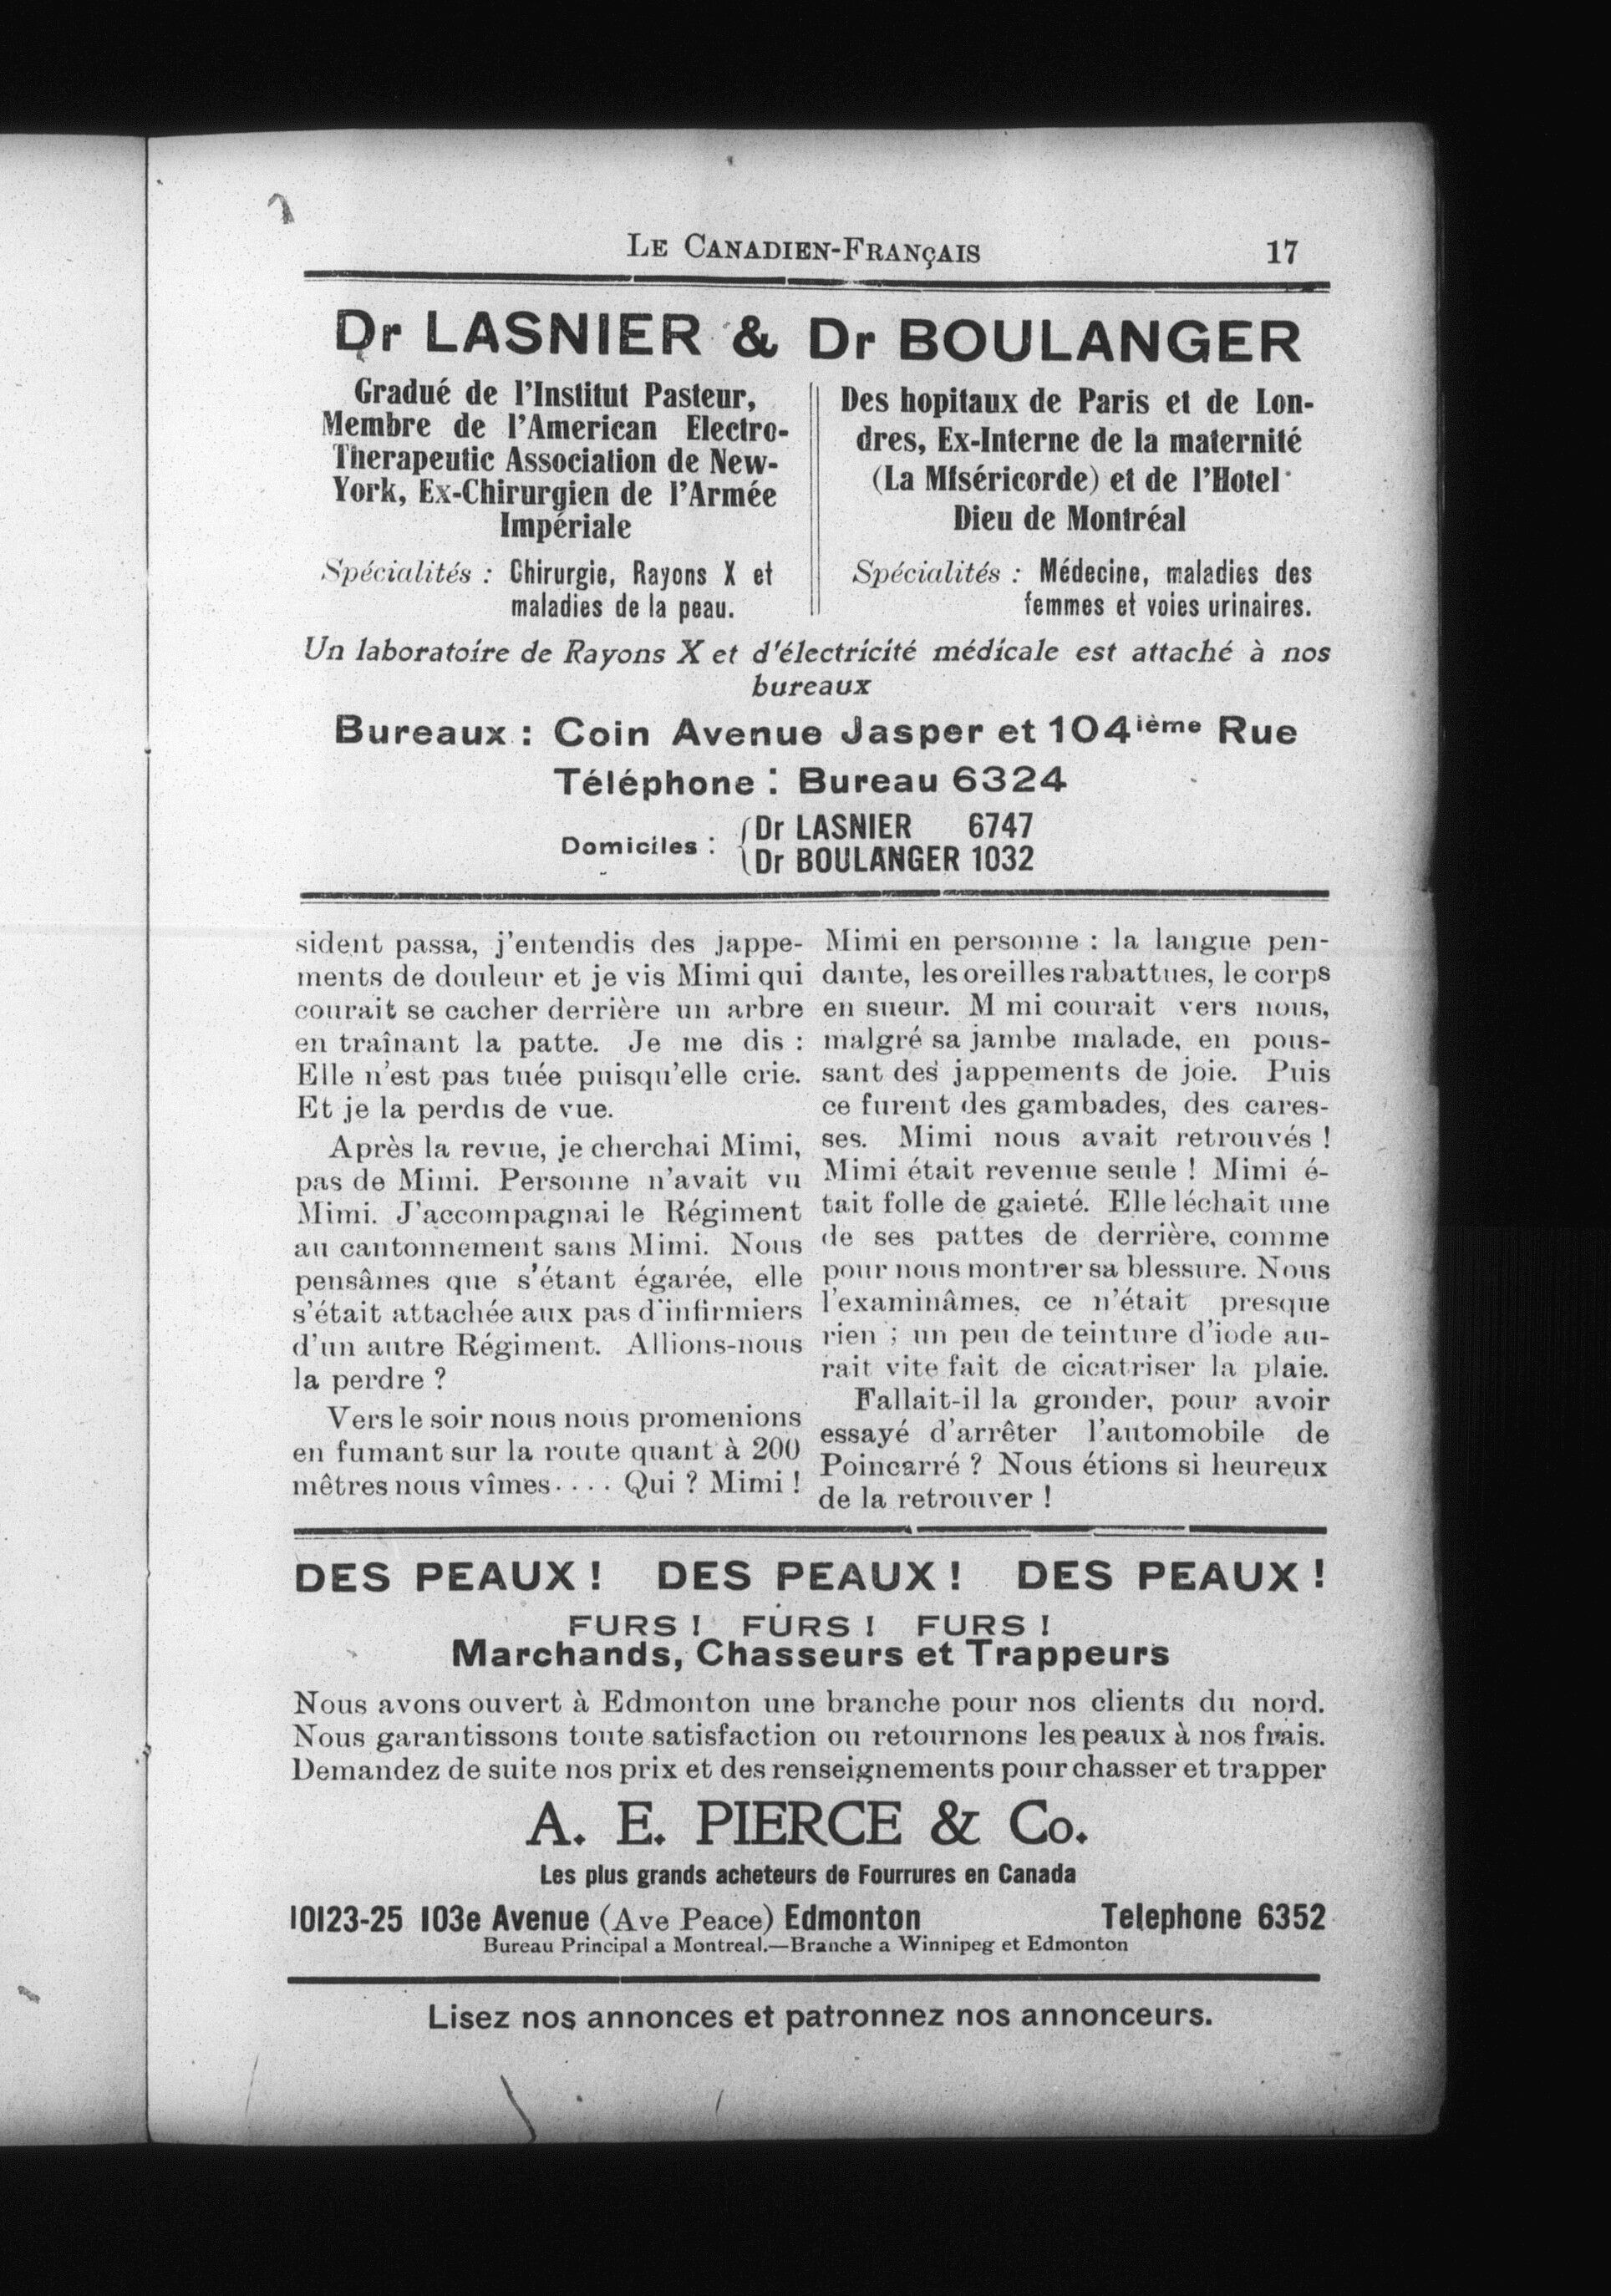 LE CANADIEN-FRANÇAIS 17
Dr LASNIER & Dr BOULANGER
Gradué de l'Institut Pasteur,
Membre de l'American Electro-
Therapeutic Association de New-
York, Ex-Chirurgien de l'Armée
Impériale
Spécialités : Chirurgie, Rayons X et
maladies de la peau.
Des hopitaux de Paris et de Lon-
dres, Ex-Interne de la maternité
(La Miséricorde) et de l'Hotel
Dieu de Montréal
Spécialités : Médecine, maladies des
femmes et voies urinaires.
Un laboratoire de Rayons X et d'électricité médicale est attaché à nos
bureaux
Bureaux : Coin Avenue Jasper et 104ième Rue
Téléphone : Bureau 6324
Domiciles : Dr LASNIER 6747
Dr BOULANGER 1032
sident passa, j'entendis des jappe-
ments de douleur et je vis Mimi qui
courait se cacher derrière un arbre
en traînant la patte. Je me dis :
Elle n'est pas tuée puisqu'elle crie.
Et je la perdis de vue.
Après la revue, je cherchai Mimi,
pas de Mimi. Personne n'avait vu
Mimi. J'accompagnai le Régiment
au cantonnement sans Mimi. Nous
pensâmes que s'étant égarée, elle
s'était attachée aux pas d'infirmiers
d'un autre Régiment. Allions-nous
la perdre ?
Vers le soir nous nous promenions
en fumant sur la route quant à 200
mêtres nous vîmes.... Qui ? Mimi !
Mimi en personne : la langue pen-
dante, les oreilles rabattues, le corps
en sueur. M mi courait vers nous,
malgré sa jambe malade, en pous-
sant des jappements de joie. Puis
ce furent des gambades, des cares-
ses. Mimi nous avait retrouvés !
Mimi était revenue seule ! Mimi é-
tait folle de gaieté. Elle léchait une
de ses pattes de derrière, comme
pour nous montrer sa blessure. Nous
l'examinâmes, ce n'était presque
rien ; un peu de teinture d'iode au-
rait vite fait de cicatriser la plaie.
Fallait-il la gronder, pour avoir
essayé d'arrêter l'automobile de
Poincarré ? Nous étions si heureux
de la retrouver !
DES PEAUX ! DES PEAUX ! DES PEAUX !
FURS ! FURS ! FURS !
Marchands, Chasseurs et Trappeurs
Nous avons ouvert à Edmonton une branche pour nos clients du nord.
Nous garantissons toute satisfaction ou retournons les peaux à nos frais.
Demandez de suite nos prix et des renseignements pour chasser et trapper
A. E. PIERCE & Co.
Les plus grands acheteurs de Fourrures en Canada
10123-25 103e Avenue (Ave Peace) Edmonton Telephone 6352
Bureau Principal a Montreal.—Branche a Winnipeg et Edmonton
Lisez nos annonces et patronnez nos annonceurs.